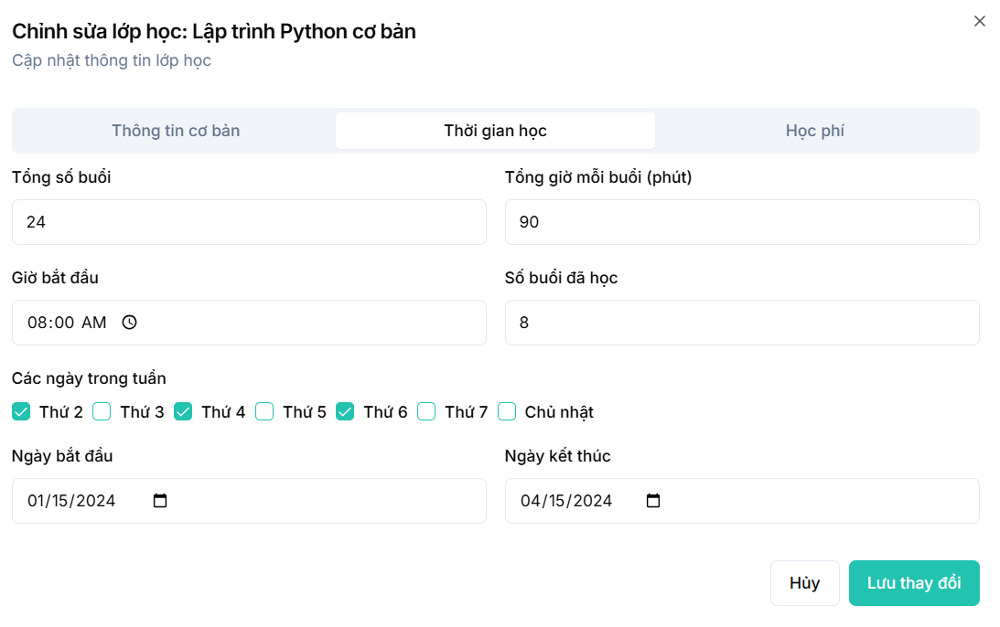 Chỉnh sửa lớp học: Lập trình Python cơ bản
Cập nhật thông tin lớp học
Thông tin cơ bản
Thời gian học
Học phí
Tổng số buổi
Tổng giờ mỗi buổi (phút)
24
90
Giờ bắt đầu
Số buổi đã học
08:00 AM
8
Các ngày trong tuần
Thứ 2 Thứ 3 Thứ 4 Thứ 5 Thứ 6 Thứ 7 Chủ nhật
Ngày bắt đầu
Ngày kết thúc
01/15/2024
04/15/2024
Hủy
Lưu thay đổi